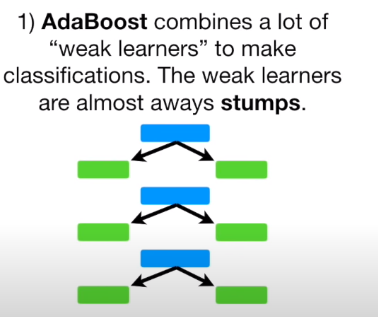 1) AdaBoost combines a lot of
“weak learners” to make
classifications. The weak learners
are almost aways stumps.